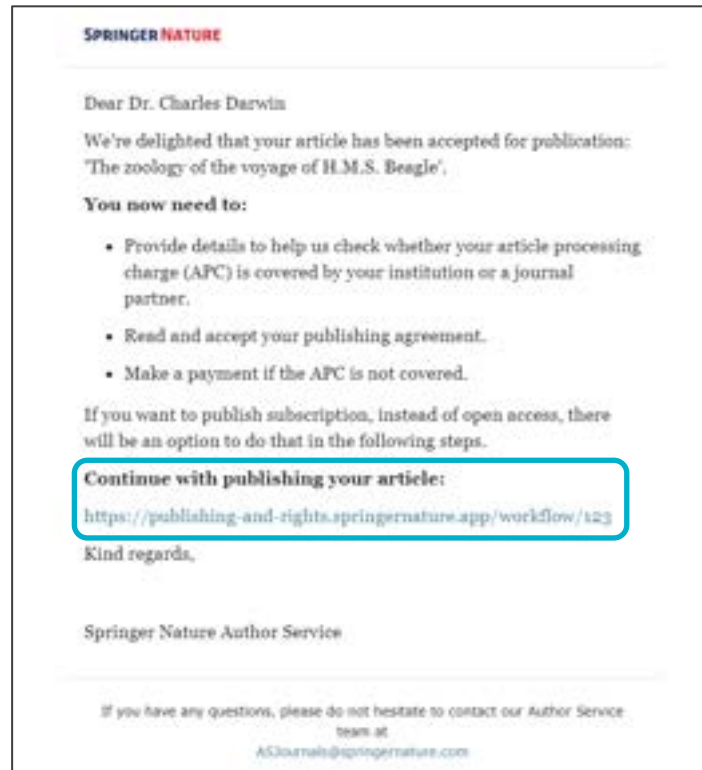 SPRINGER NATURE
Dear Dr. Charles Darwin
We're delighted that your article has been accepted for publication:
'The zoology of the voyage of H.M.S. Beagle'.
You now need to:
• Provide details to help us check whether your article processing
charge (APC) is covered by your institution or a journal
partner.
• Read and accept your publishing agreement.
• Make a payment if the APC is not covered.
If you want to publish subscription, instead of open access, there
will be an option to do that in the following steps.
Continue with publishing your article:
https://publishing-and-rights.springernature.app/workflow/123
Kind regards,
Springer Nature Author Service
If you have any questions, please do not hesitate to contact our Author Service
team at
ASJournals@springernature.com